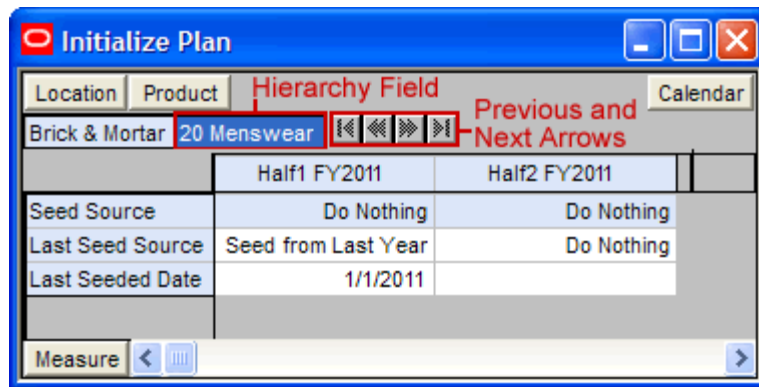 Initialize Plan
Location Product Hierarchy Field Calendar
Previous and
Next Arrows
Brick & Mortar 20 Menswear
Half1 FY2011 Half2 FY2011
Seed Source Do Nothing Do Nothing
Last Seed Source Seed from Last Year Do Nothing
Last Seeded Date 1/1/2011
Measure